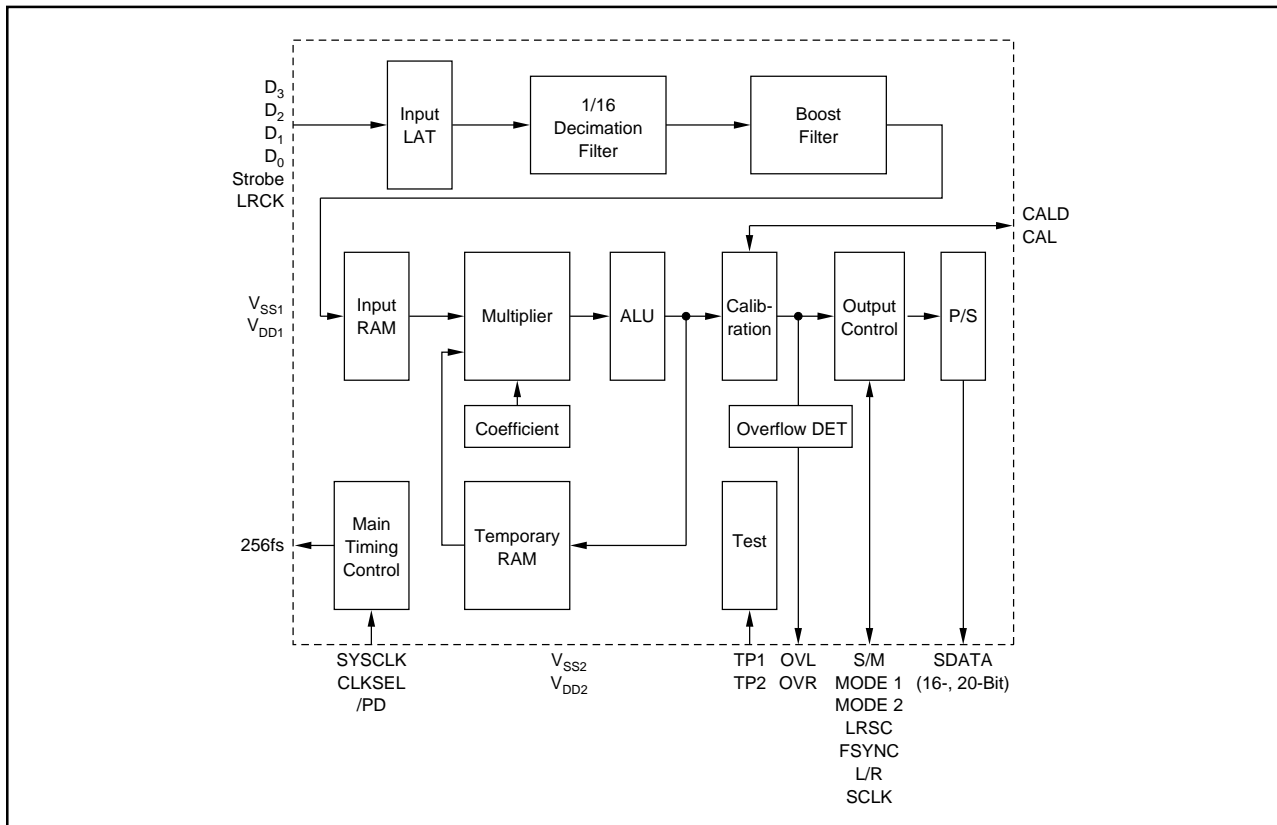 D3
D2
D1
D0
Strobe
LRCK
Input
LAT
1/16
Decimation
Filter
Boost
Filter
CALD
CAL
VSS1
VDD1
Input
RAM
Multiplier
ALU
Calib-
ration
Output
Control
P/S
Coefficient
Overflow DET
256fs
Main
Timing
Control
Temporary
RAM
Test
SYSCLK
CLKSEL
/PD
VSS2
VDD2
TP1
TP2
OVL
OVR
S/M
MODE 1
MODE 2
LRSC
FSYNC
L/R
SCLK
SDATA
(16-, 20-Bit)